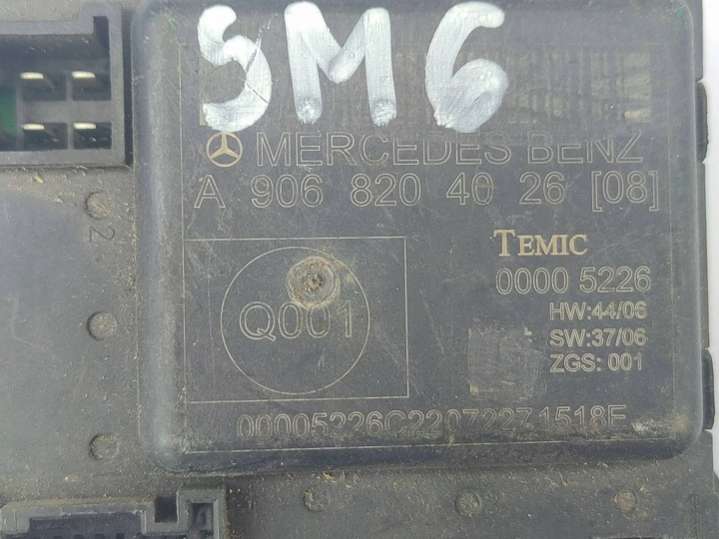 SM6
MERCEDES BENZ
A 906 820 40 26 [08]
TEMIC
0000 5226
HW:44/06
SW:37/06
ZGS: 001
Q001
2